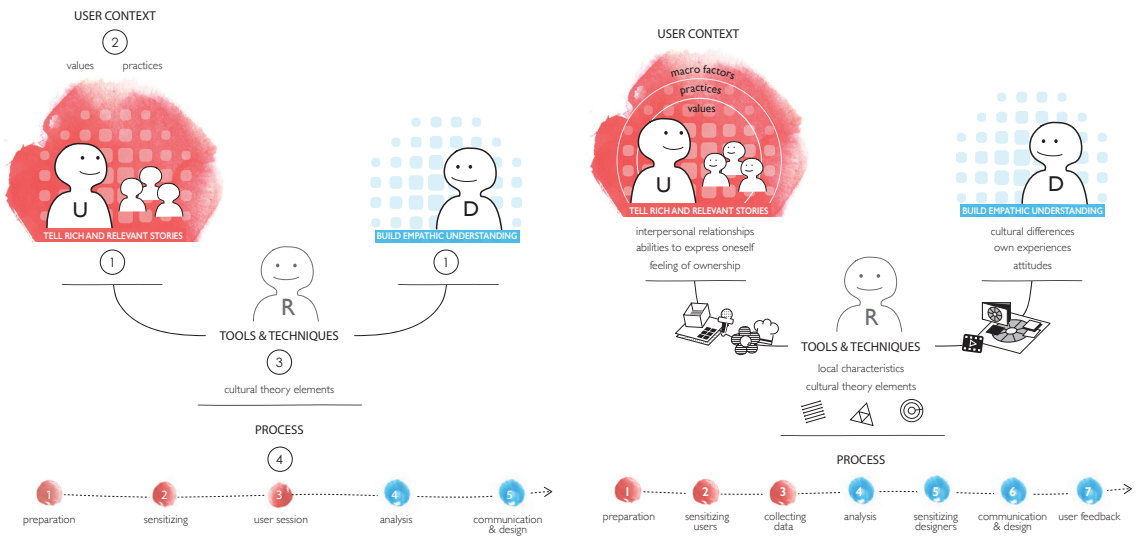 USER CONTEXT
2
values practices
U
TELL RICH AND RELEVANT STORIES
1
D
BUILD EMPATHIC UNDERSTANDING
1
R
TOOLS & TECHNIQUES
3
cultural theory elements
PROCESS
4
1
preparation
2
sensitizing
3
user session
4
analysis
5
communication
& design
USER CONTEXT
macro factors
practices
values
U
TELL RICH AND RELEVANT STORIES
interpersonal relationships
abilities to express oneself
feeling of ownership
D
BUILD EMPATHIC UNDERSTANDING
cultural differences
own experiences
attitudes
R
TOOLS & TECHNIQUES
local characteristics
cultural theory elements
PROCESS
1
preparation
2
sensitizing
users
3
collecting
data
4
analysis
5
sensitizing
designers
6
communication
& design
7
user feedback